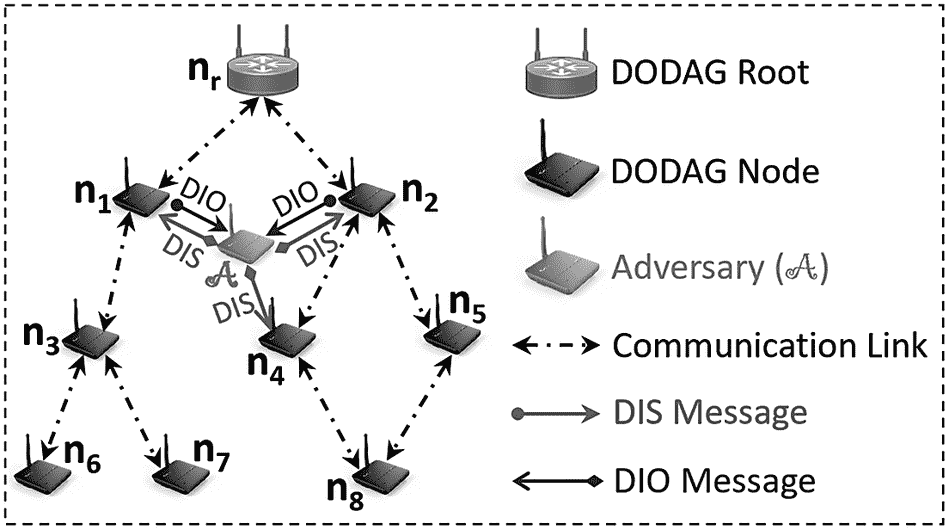 nr
DODAG Root
n1
DIO
DIO
n2
DODAG Node
DIS
DIS
𝒜
Adversary (𝒜)
DIS
n3
n4
n5
Communication Link
DIS Message
n6
n7
n8
DIO Message